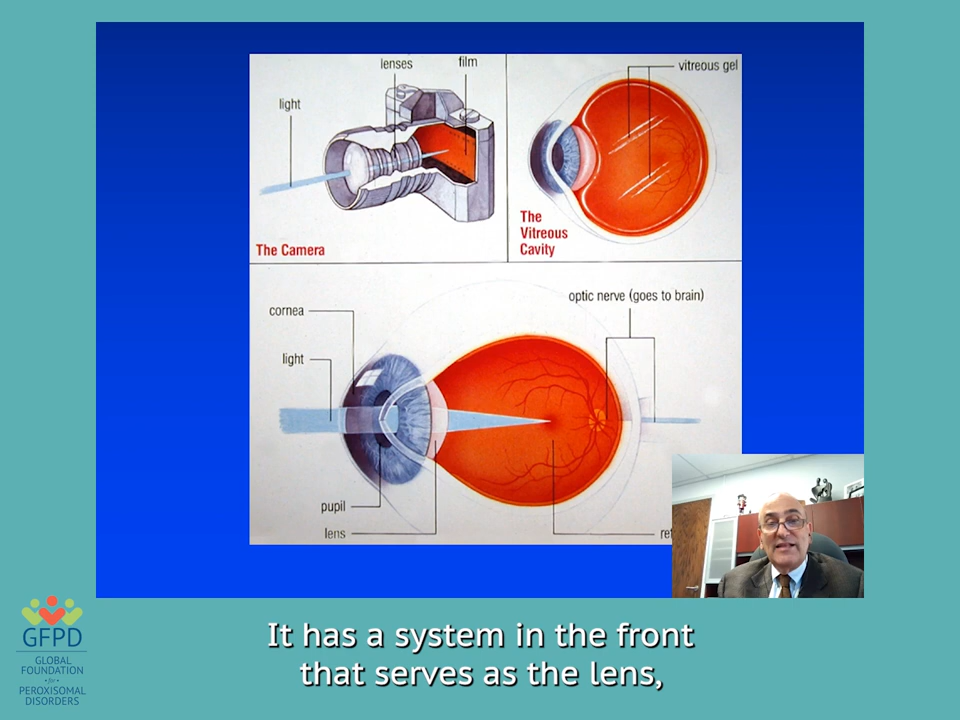 lenses
film
light
The Camera
vitreous gel
The
Vitreous
Cavity
cornea
light
optic nerve (goes to brain)
pupil
lens
GFPD
GLOBAL
FOUNDATION
for
PEROXISOMAL
DISORDERS
It has a system in the front
that serves as the lens,